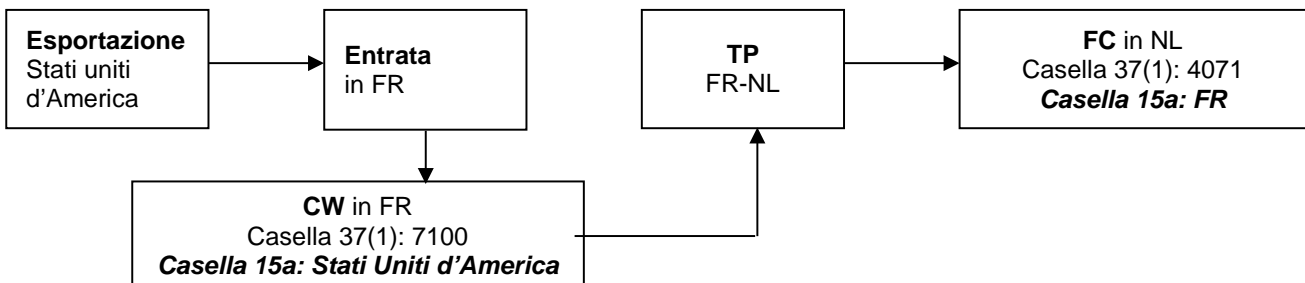 Esportazione
Stati uniti
d’America
Entrata
in FR
CW in FR
Casella 37(1): 7100
Casella 15a: Stati Uniti d’America
TP
FR-NL
FC in NL
Casella 37(1): 4071
Casella 15a: FR